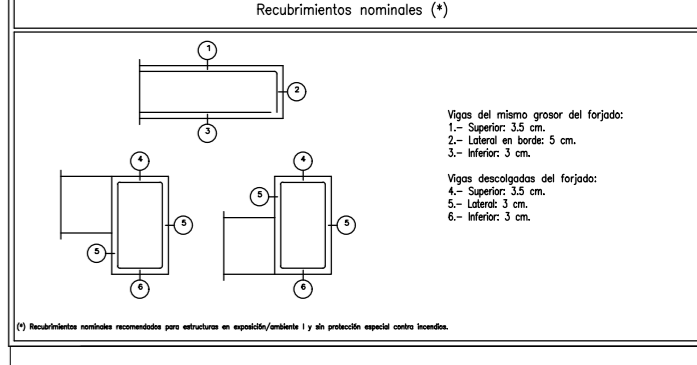 Recubrimientos nominales (*)
1
2
3
Vigas del mismo grosor del forjado:
1.- Superior: 3.5 cm.
2.- Lateral en borde: 5 cm.
3.- Inferior: 3 cm.
Vigas descolgadas del forjado:
4.- Superior: 3.5 cm.
5.- Lateral: 3 cm.
6.- Inferior: 3 cm.
4
5
5
6
4
5
5
6
(*) Recubrimientos nominales recomendados para estructuras en exposición/ambiente I y sin protección especial contra incendios.